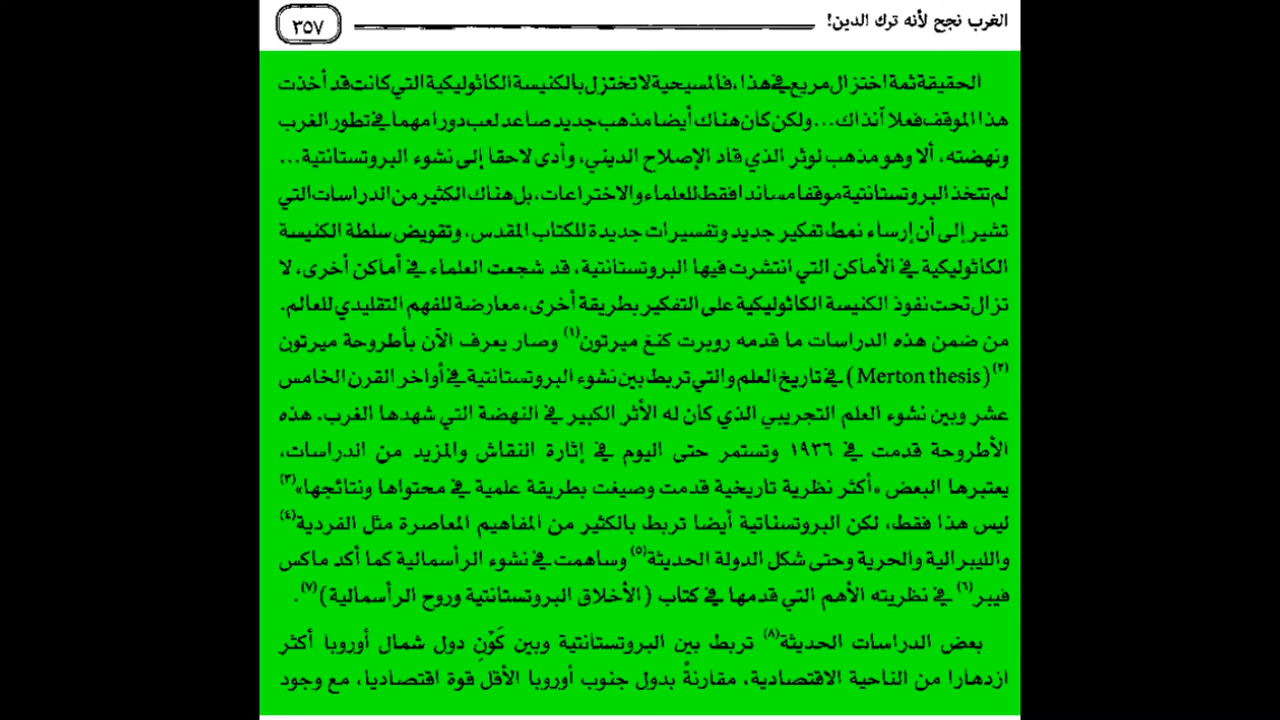 الغرب نجح لأنه ترك الدين!
٣٥٧
الحقيقة ثمة اختزال مريع في هذا، فالمسيحية لا تختزل بالكنيسة الكاثوليكية التي كانت قد أخذت
هذا الموقف فعلا آنذاك... ولكن كان هناك أيضا مذهب جديد صاعد لعب دورا مهما في تطور الغرب
ونهضته، ألا وهو مذهب لوثر الذي قاد الإصلاح الديني، وأدى لاحقا إلى نشوء البروتستانتية...
لم تتخذ البروتستانتية موقفا مساندا فقط للعلماء والاختراعات، بل هناك الكثير من الدراسات التي
تشير إلى أن إرساء نمط تفكير جديد وتفسيرات جديدة للكتاب المقدس، وتقويض سلطة الكنيسة
الكاثوليكية في الأماكن التي انتشرت فيها البروتستانتية، قد شجعت العلماء في أماكن أخرى، لا
تزال تحت نفوذ الكنيسة الكاثوليكية على التفكير بطريقة أخرى، معارضة للفهم التقليدي للعالم.
من ضمن هذه الدراسات ما قدمه روبرت كنغ ميرتون(١) وصار يعرف الآن بأطروحة ميرتون
(Merton thesis)(٢) في تاريخ العلم والتي تربط بين نشوء البروتستانتية في أواخر القرن الخامس
عشر وبين نشوء العلم التجريبي الذي كان له الأثر الكبير في النهضة التي شهدها الغرب. هذه
الأطروحة قدمت في ١٩٣٦ وتستمر حتى اليوم في إثارة النقاش والمزيد من الدراسات،
يعتبرها البعض «أكثر نظرية تاريخية قدمت وصيغت بطريقة علمية في محتواها ونتائجها»(٣)
ليس هذا فقط، لكن البروتستناتية أيضا تربط بالكثير من المفاهيم المعاصرة مثل الفردية(٤)
والليبرالية والحرية وحتى شكل الدولة الحديثة(٥) وساهمت في نشوء الرأسمالية كما أكد ماكس
فيبر(٦) في نظريته الأهم التي قدمها في كتاب (الأخلاق البروتستانتية وروح الرأسمالية)(٧).
بعض الدراسات الحديثة(٨) تربط بين البروتستانتية وبين كَوْنِ دول شمال أوروبا أكثر
ازدهارا من الناحية الاقتصادية، مقارنةً بدول جنوب أوروبا الأقل قوة اقتصاديا، مع وجود